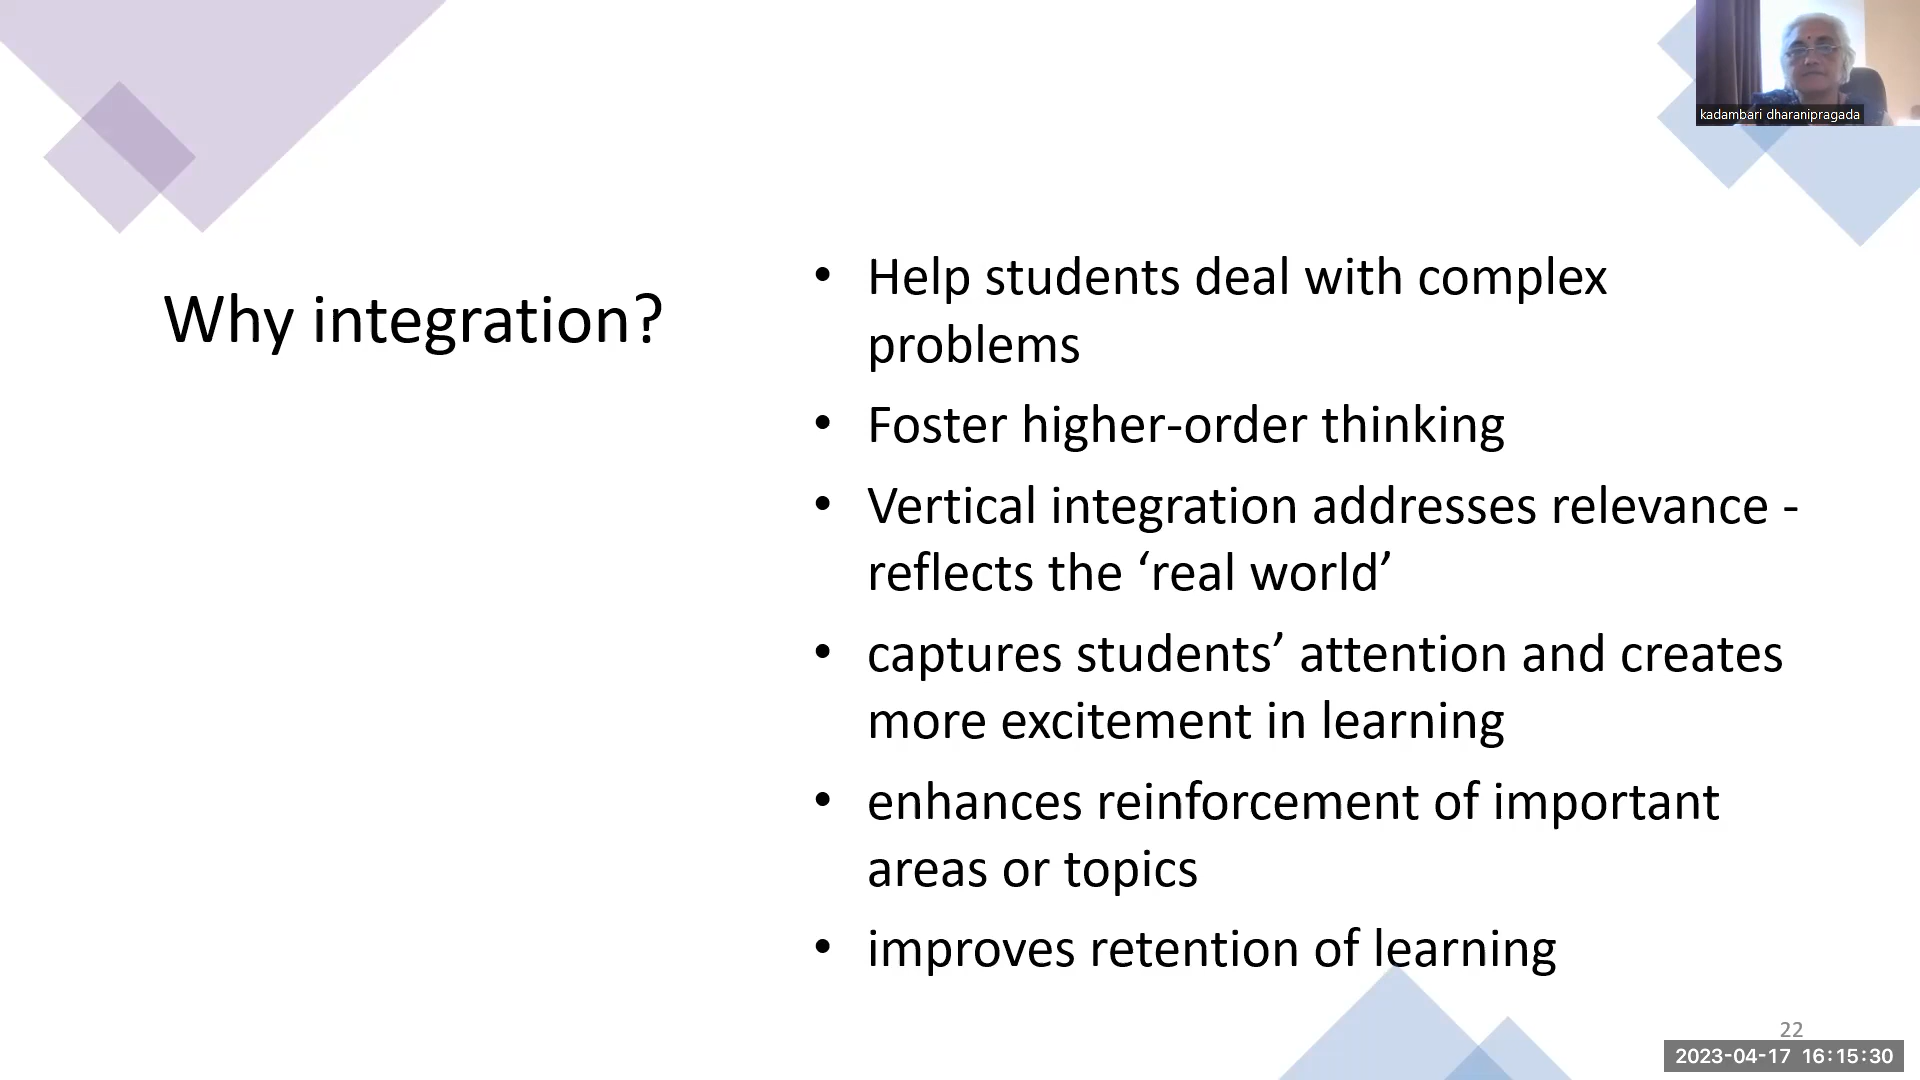 kadambari dharanipragada
Why integration?
• Help students deal with complex
problems
• Foster higher-order thinking
• Vertical integration addresses relevance -
reflects the ‘real world’
• captures students’ attention and creates
more excitement in learning
• enhances reinforcement of important
areas or topics
• improves retention of learning
22
2023-04-17 16:15:30